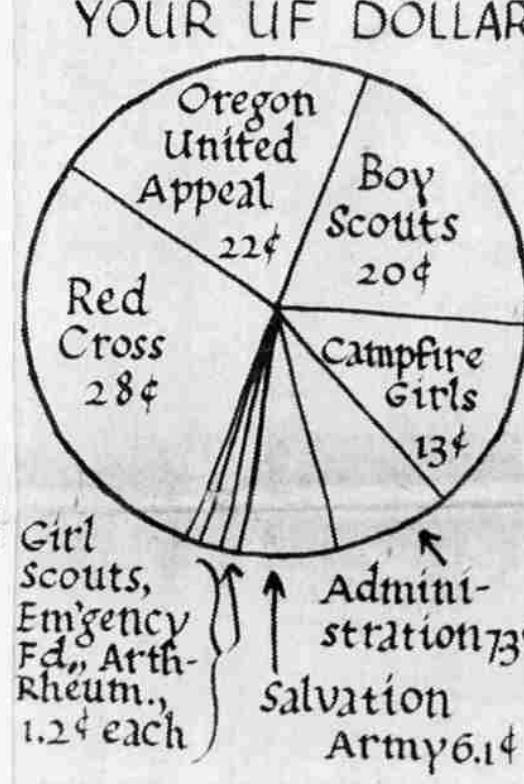 YOUR UF DOLLAR
Oregon
United
Appeal
22¢
Boy
Scouts
20¢
Red
Cross
28¢
Campfire
Girls
13¢
Girl
Scouts,
Em'gency
Fd., Arth-
Rheum.,
1.2¢ each
Admini-
stration 73¢
Salvation
Army 6.1¢